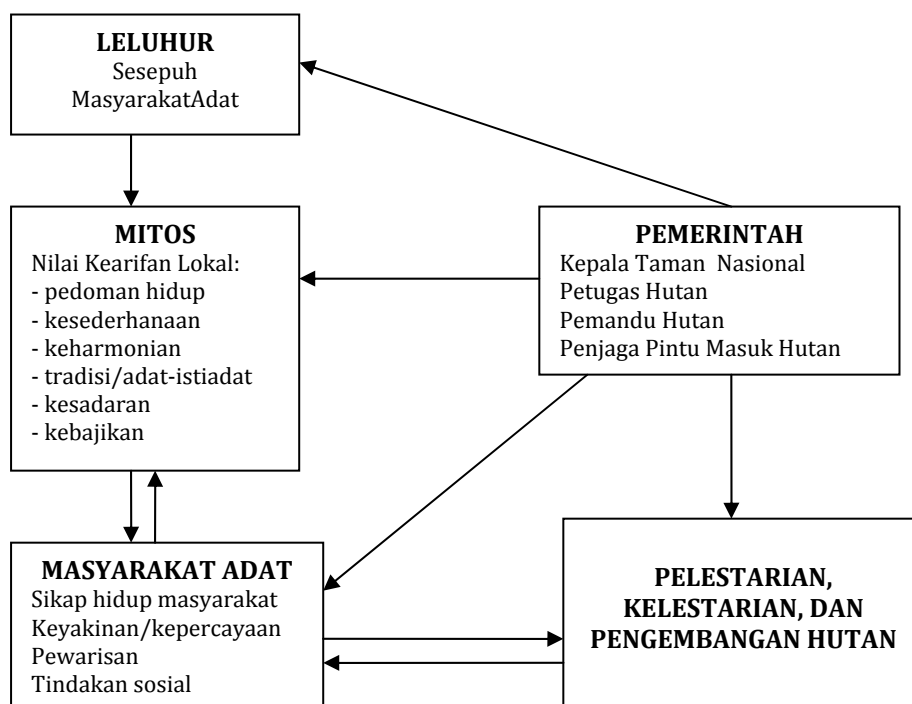 LELUHUR
Sesepuh
MasyarakatAdat
MITOS
Nilai Kearifan Lokal:
- pedoman hidup
- kesederhanaan
- keharmonian
- tradisi/adat-istiadat
- kesadaran
- kebajikan
PEMERINTAH
Kepala Taman Nasional
Petugas Hutan
Pemandu Hutan
Penjaga Pintu Masuk Hutan
MASYARAKAT ADAT
Sikap hidup masyarakat
Keyakinan/kepercayaan
Pewarisan
Tindakan sosial
PELESTARIAN,
KELESTARIAN, DAN
PENGEMBANGAN HUTAN